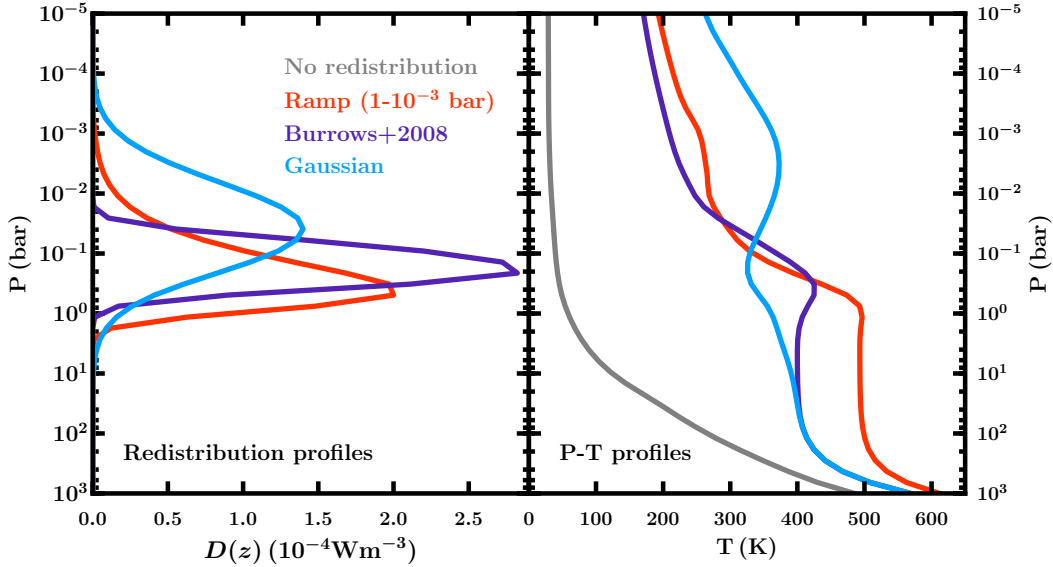 No redistribution
Ramp (1-10⁻³ bar)
Burrows+2008
Gaussian
Redistribution profiles
P (bar)
10⁻⁵
10⁻⁴
10⁻³
10⁻²
10⁻¹
10⁰
10¹
10²
10³
0.0 0.5 1.0 1.5 2.0 2.5
D(z) (10⁻⁴Wm⁻³)
P-T profiles
0 100 200 300 400 500 600
T (K)
10⁻⁵
10⁻⁴
10⁻³
10⁻²
10⁻¹
10⁰
10¹
10²
10³
P (bar)